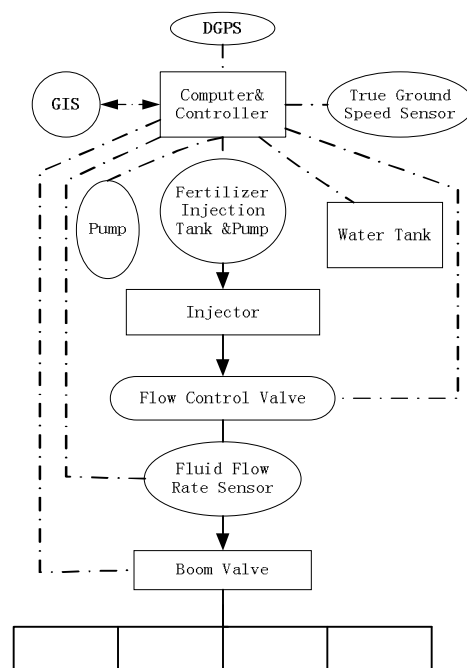 DGPS
GIS
Computer&
Controller
True Ground
Speed Sensor
Pump
Fertilizer
Injection
Tank &Pump
Water Tank
Injector
Flow Control Valve
Fluid Flow
Rate Sensor
Boom Valve